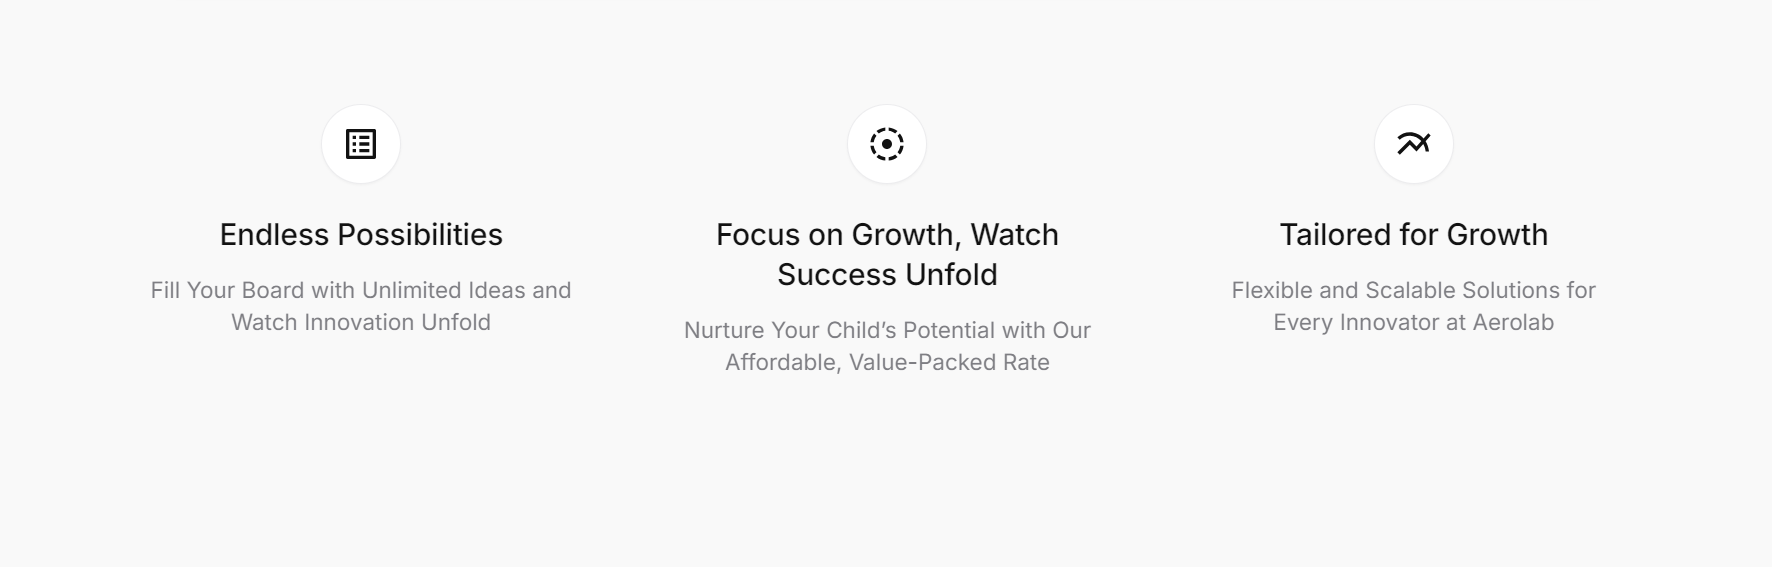 Endless Possibilities
Fill Your Board with Unlimited Ideas and
Watch Innovation Unfold
Focus on Growth, Watch
Success Unfold
Nurture Your Child’s Potential with Our
Affordable, Value-Packed Rate
Tailored for Growth
Flexible and Scalable Solutions for
Every Innovator at Aerolab